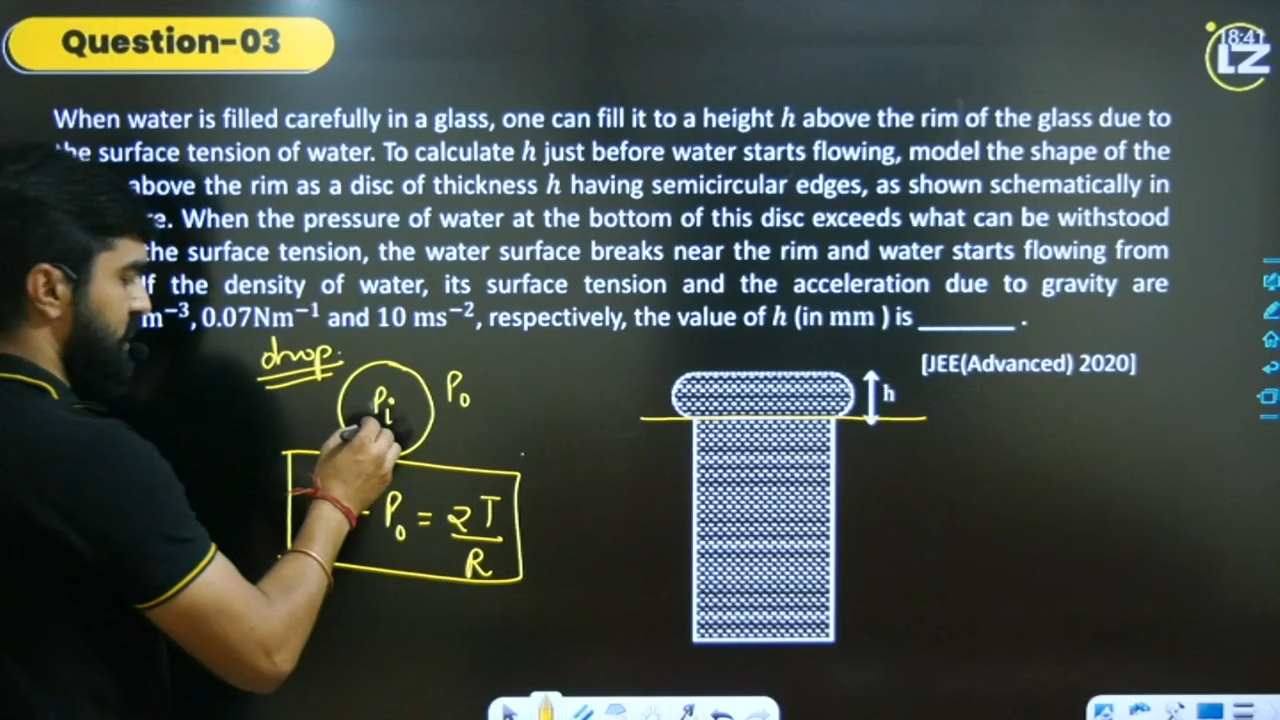 Question-03
18:41
LZ
When water is filled carefully in a glass, one can fill it to a height h above the rim of the glass due to
the surface tension of water. To calculate h just before water starts flowing, model the shape of the
above the rim as a disc of thickness h having semicircular edges, as shown schematically in
re. When the pressure of water at the bottom of this disc exceeds what can be withstood
the surface tension, the water surface breaks near the rim and water starts flowing from
If the density of water, its surface tension and the acceleration due to gravity are
m⁻³, 0.07Nm⁻¹ and 10 ms⁻², respectively, the value of h (in mm ) is ______ .
[JEE(Advanced) 2020]
drop.
Pi
P₀
h
- P₀ = 2T/R